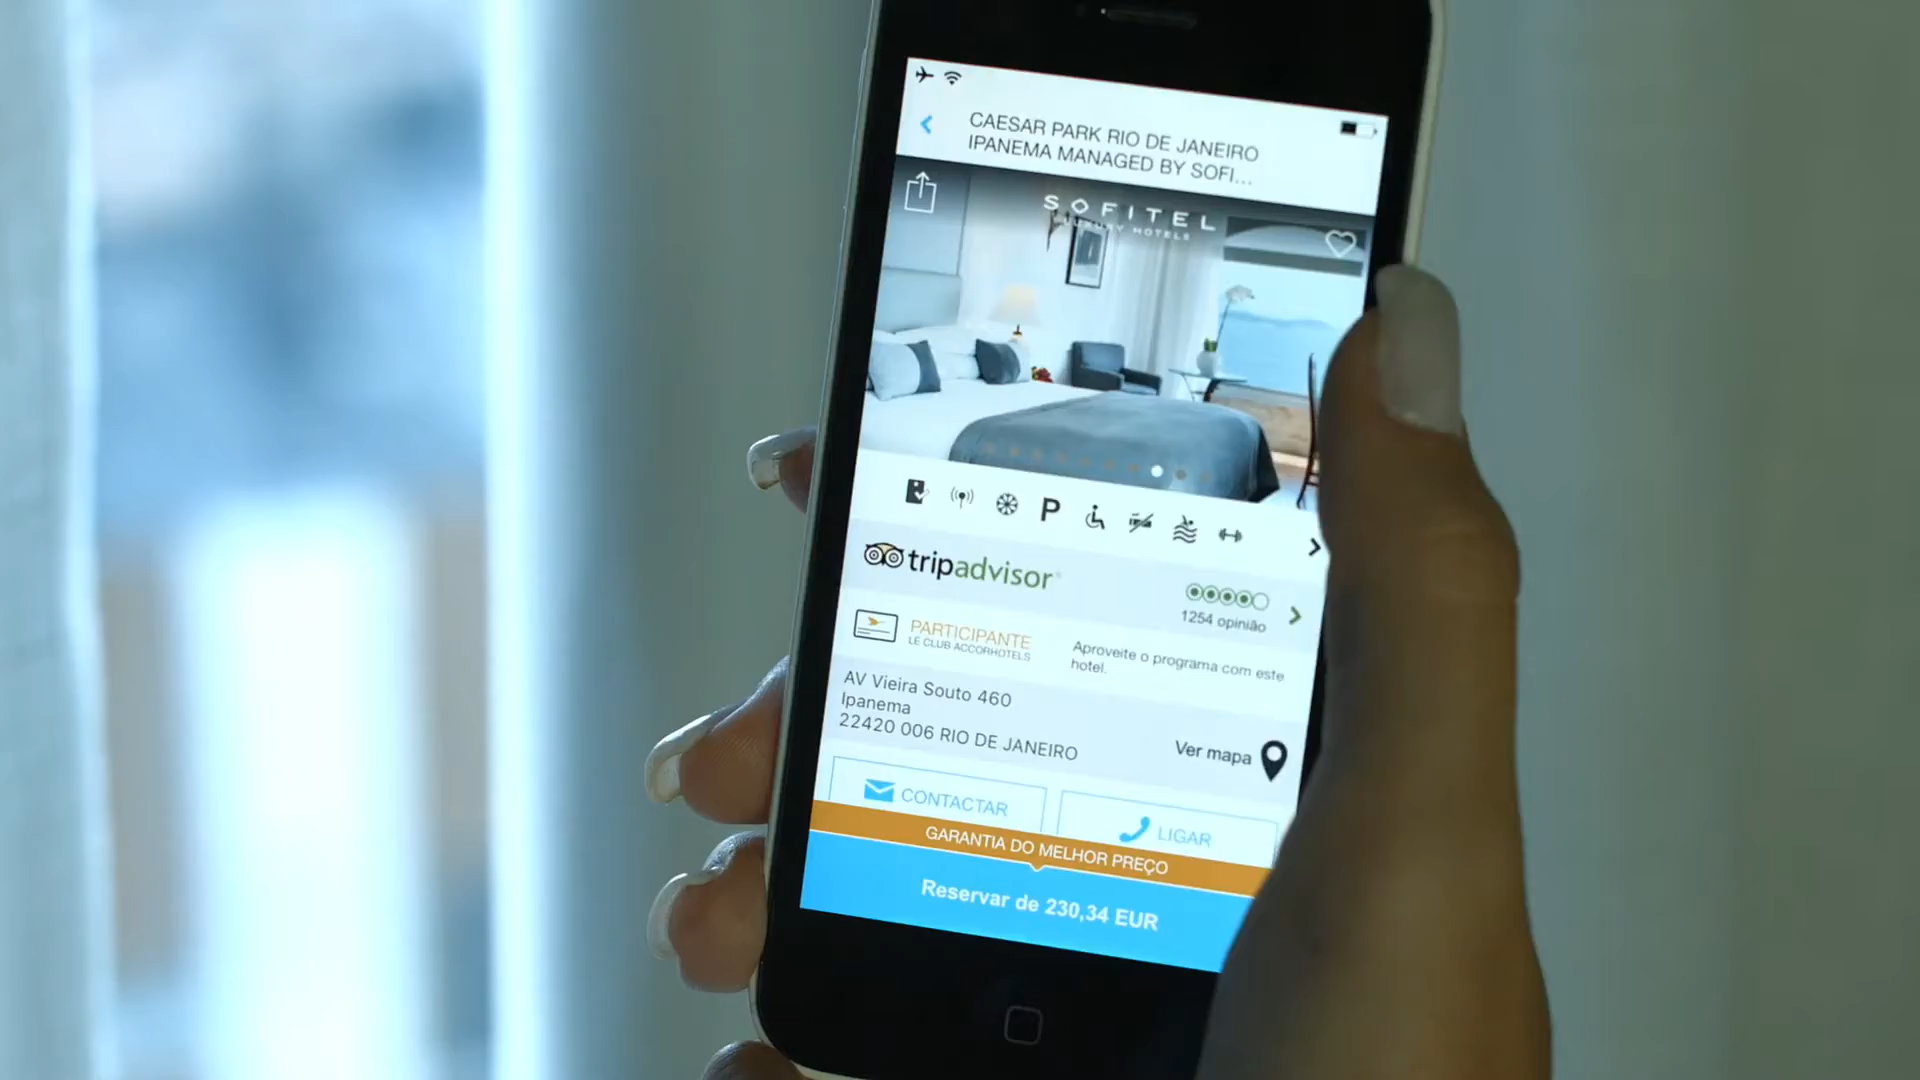 CAESAR PARK RIO DE JANEIRO
IPANEMA MANAGED BY SOFI...
SOFITEL
LUXURY HOTELS
P
tripadvisor
1254 opinião
PARTICIPANTE
LE CLUB ACCORHOTELS
Aproveite o programa com este
hotel.
AV Vieira Souto 460
Ipanema
22420 006 RIO DE JANEIRO
Ver mapa
CONTACTAR
LIGAR
GARANTIA DO MELHOR PREÇO
Reservar de 230,34 EUR